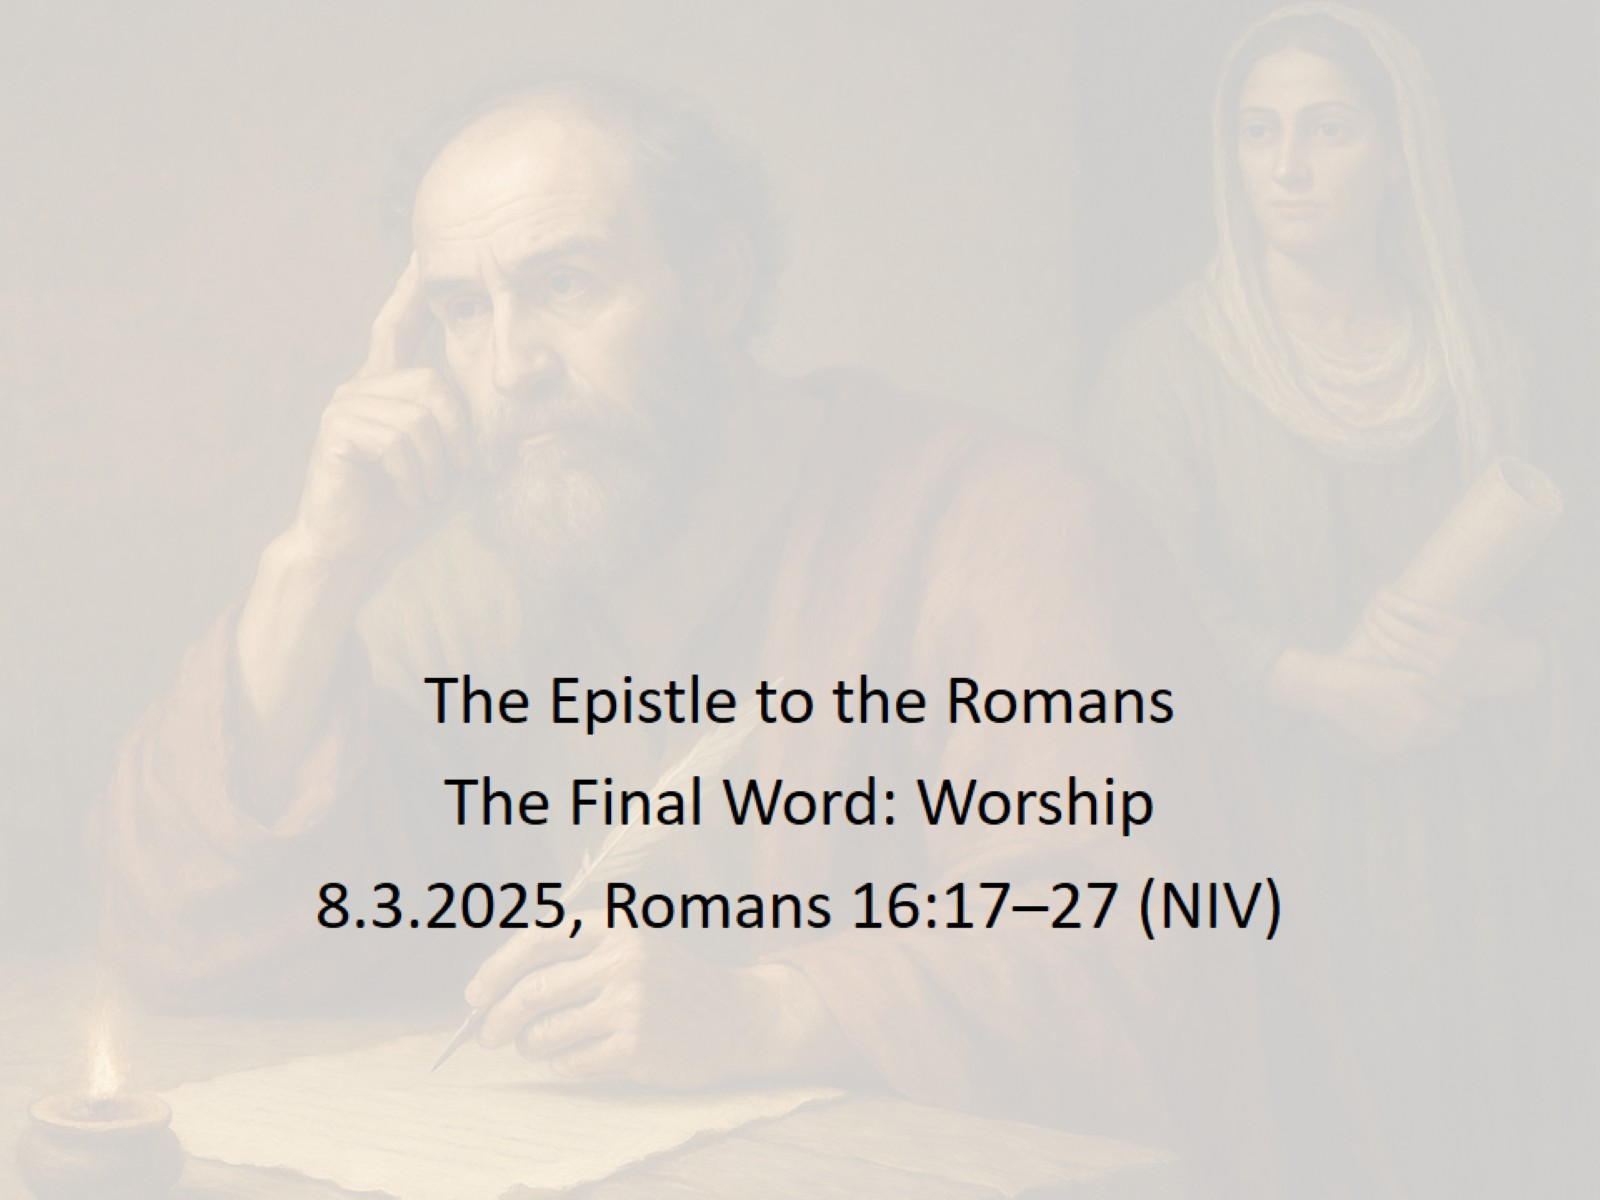 The Epistle to the Romans
The Final Word: Worship
8.3.2025, Romans 16:17–27 (NIV)